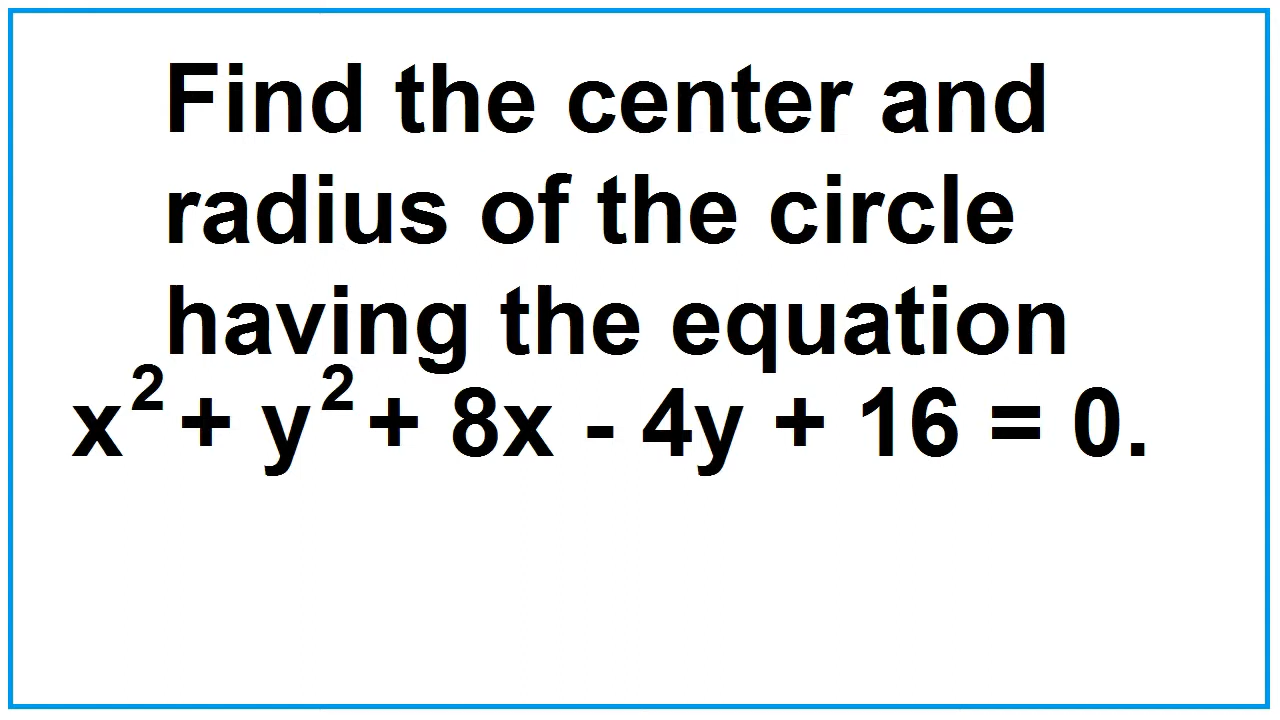 Find the center and
radius of the circle
having the equation
x² + y² + 8x - 4y + 16 = 0.